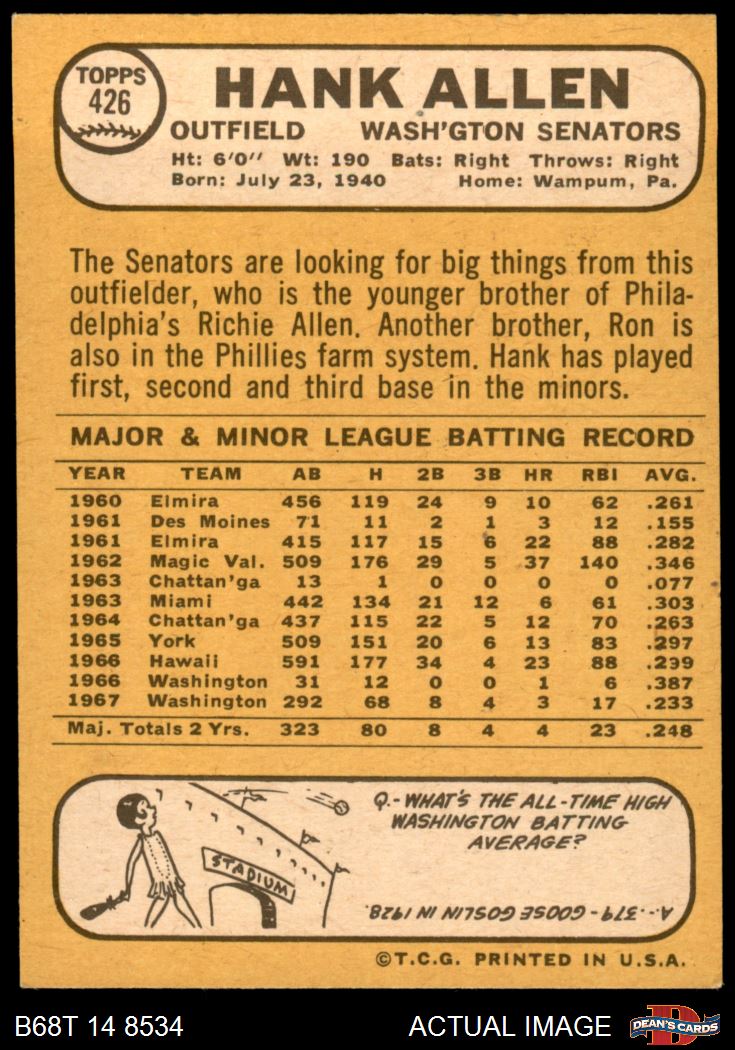 TOPPS
426
HANK ALLEN
OUTFIELD WASH'GTON SENATORS
Ht: 6'0" Wt: 190 Bats: Right Throws: Right
Born: July 23, 1940 Home: Wampum, Pa.
The Senators are looking for big things from this
outfielder, who is the younger brother of Phila-
delphia's Richie Allen. Another brother, Ron is
also in the Phillies farm system. Hank has played
first, second and third base in the minors.
MAJOR & MINOR LEAGUE BATTING RECORD
YEAR TEAM AB H 2B 3B HR RBI AVG.
1960 Elmira 456 119 24 9 10 62 .261
1961 Des Moines 71 11 2 1 3 12 .155
1961 Elmira 415 117 15 6 22 88 .282
1962 Magic Val. 509 176 29 5 37 140 .346
1963 Chattan'ga 13 1 0 0 0 0 .077
1963 Miami 442 134 21 12 6 61 .303
1964 Chattan'ga 437 115 22 5 12 70 .263
1965 York 509 151 20 6 13 83 .297
1966 Hawaii 591 177 34 4 23 88 .299
1966 Washington 31 12 0 0 1 6 .387
1967 Washington 292 68 8 4 3 17 .233
Maj. Totals 2 Yrs. 323 80 8 4 4 23 .248
Q.-WHAT'S THE ALL-TIME HIGH
WASHINGTON BATTING
AVERAGE?
STADIUM
A.-.379-GOOSE GOSLIN IN 1928.
©T.C.G. PRINTED IN U.S.A.
B68T 14 8534 ACTUAL IMAGE
D
DEAN'S CARDS